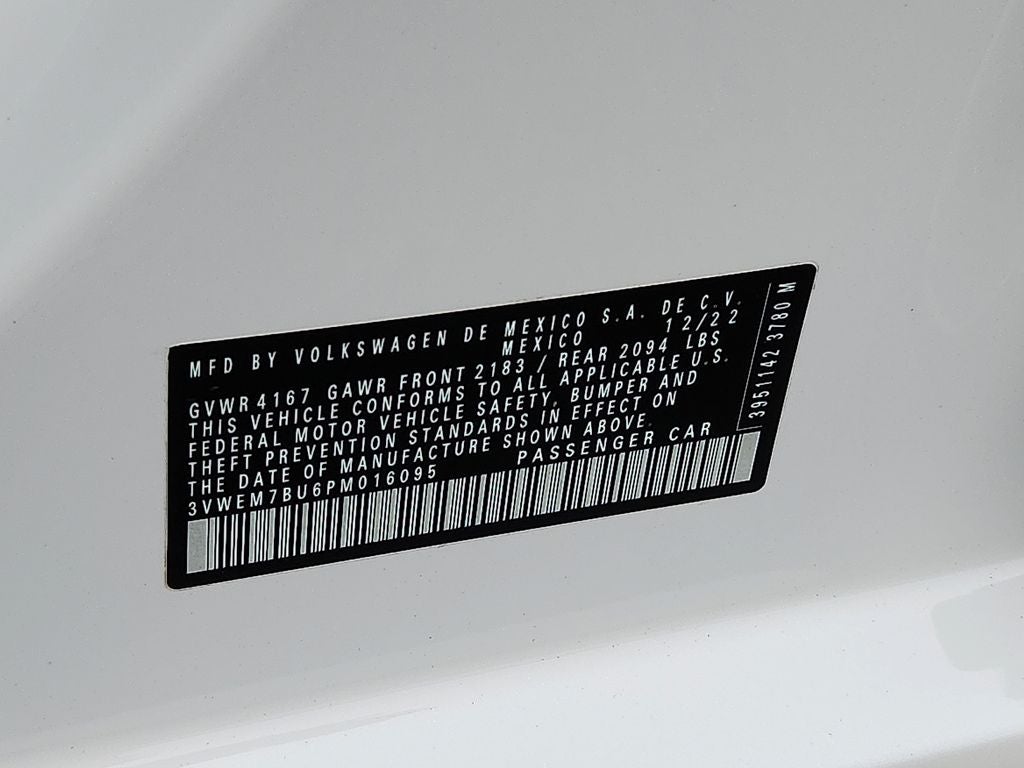 MFD BY VOLKSWAGEN DE MEXICO S.A. DE C.V.
MEXICO 12/22
GVWR 4167 GAWR FRONT 2183 / REAR 2094 LBS
THIS VEHICLE CONFORMS TO ALL APPLICABLE U.S.
FEDERAL MOTOR VEHICLE SAFETY, BUMPER AND
THEFT PREVENTION STANDARDS IN EFFECT ON
THE DATE OF MANUFACTURE SHOWN ABOVE.
3VWEM7BU6PM016095 PASSENGER CAR
3951142 3780 M